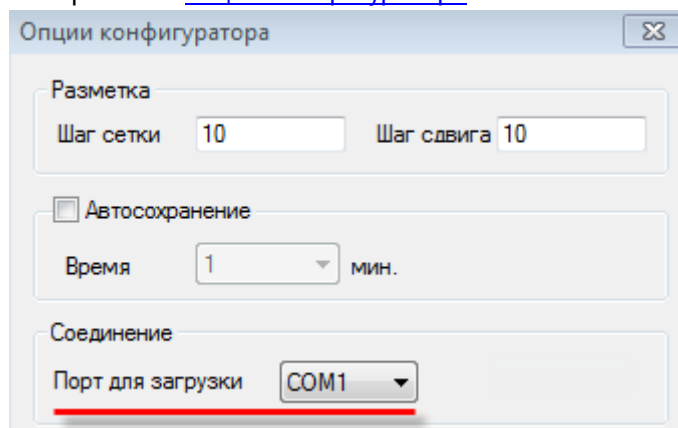 Опции конфигуратора
Разметка
Шаг сетки 10 Шаг сдвига 10
Автосохранение
Время 1 мин.
Соединение
Порт для загрузки COM1